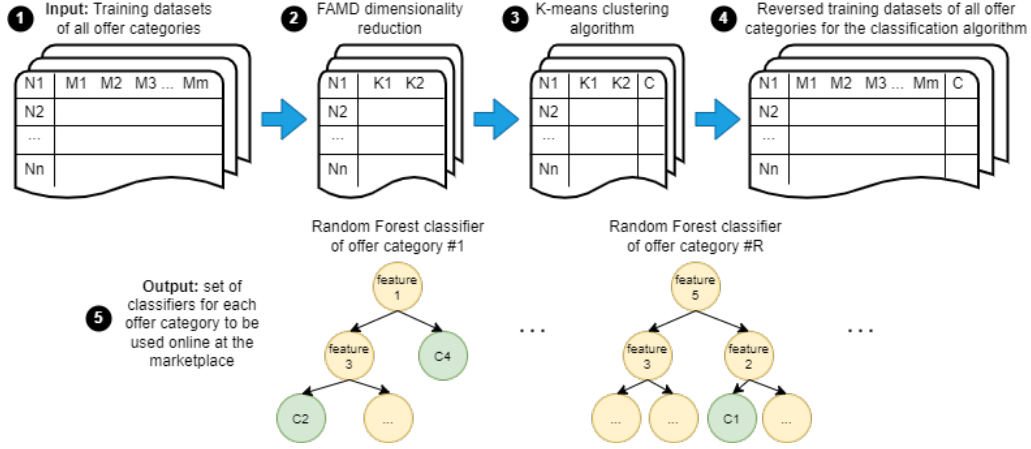 1 Input: Training datasets
of all offer categories
2 FAMD dimensionality
reduction
3 K-means clustering
algorithm
4 Reversed training datasets of all offer
categories for the classification algorithm
N1 M1 M2 M3 ... Mm
N2
...
Nn
N1 K1 K2
N2
...
Nn
N1 K1 K2 C
N2
...
Nn
N1 M1 M2 M3 ... Mm C
N2
...
Nn
5 Output: set of
classifiers for each
offer category to be
used online at the
marketplace
Random Forest classifier
of offer category #1
feature
1
feature
3
C4
C2
...
...
Random Forest classifier
of offer category #R
feature
5
feature
3
feature
2
...
...
C1
...
...